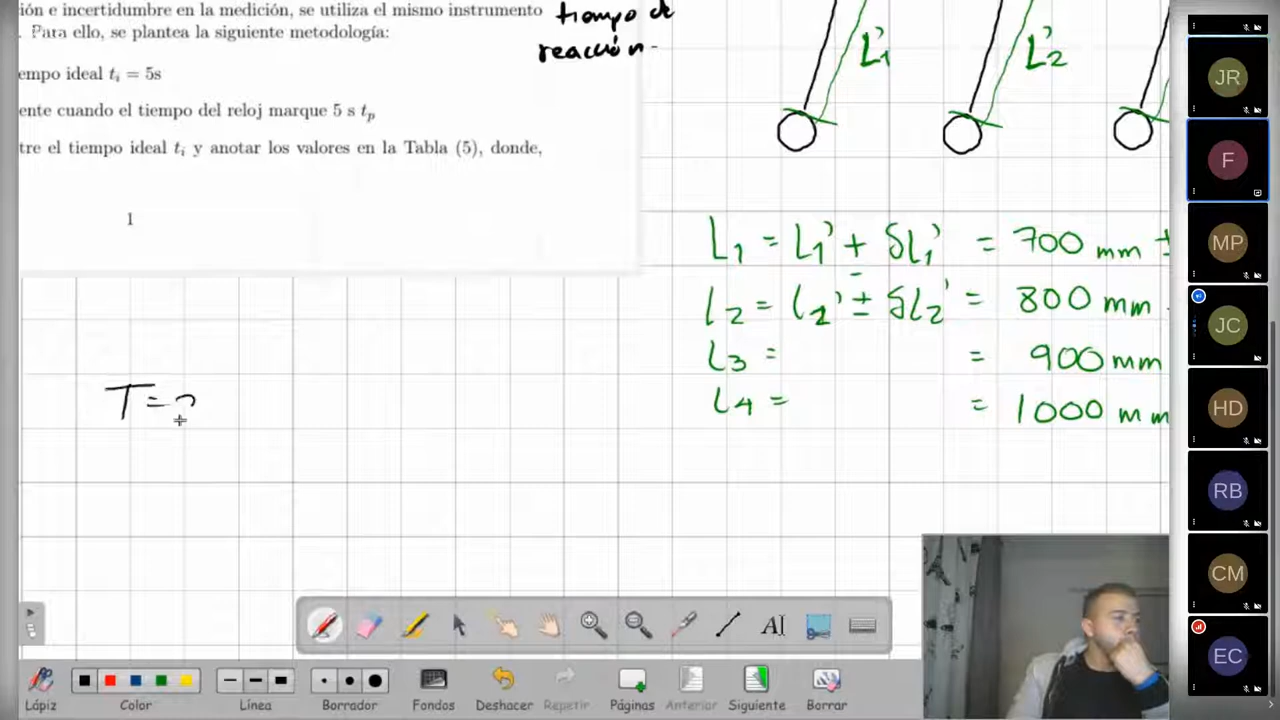 ión e incertidumbre en la medición, se utiliza el mismo instrumento
. Para ello, se plantea la siguiente metodología:
empo ideal t_i = 5s
ente cuando el tiempo del reloj marque 5 s t_p
tre el tiempo ideal t_i y anotar los valores en la Tabla (5), donde,
1
tiempo de
reacción
L'1
L'2
L1 = L1' ± δL1' = 700 mm ±
L2 = L2' ± δL2' = 800 mm
L3 = = 900 mm
L4 = = 1000 mm
T =
JR
F
MP
JC
HD
RB
CM
EC
Lápiz
Color
Línea
Borrador
Fondos
Deshacer
Repetir
Páginas
Anterior
Siguiente
Borrar